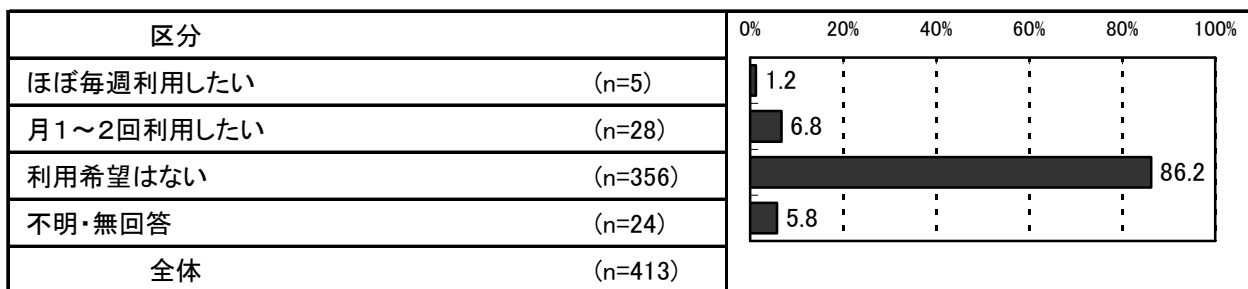 区分 0% 20% 40% 60% 80% 100%
ほぼ毎週利用したい (n=5) 1.2
月１～２回利用したい (n=28) 6.8
利用希望はない (n=356) 86.2
不明・無回答 (n=24) 5.8
全体 (n=413)